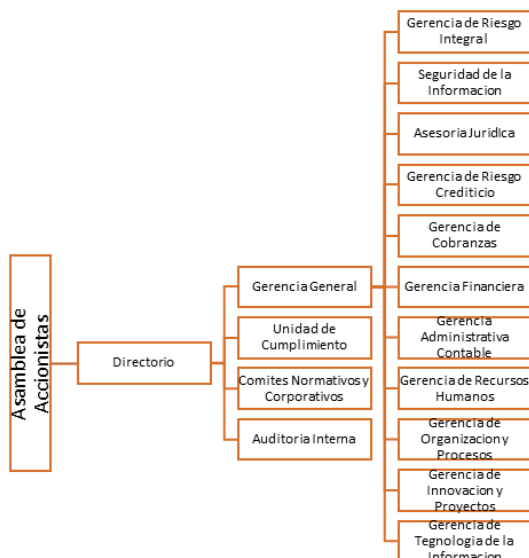 Asamblea de
Accionistas
Directorio
Gerencia General
Unidad de
Cumplimiento
Comites Normativos y
Corporativos
Auditoria Interna
Gerencia de Riesgo
Integral
Seguridad de la
Informacion
Asesoria Juridica
Gerencia de Riesgo
Crediticio
Gerencia de
Cobranzas
Gerencia Financiera
Gerencia
Administrativa
Contable
Gerencia de Recursos
Humanos
Gerencia de
Organizacion y
Procesos
Gerencia de
Innovacion y
Proyectos
Gerencia de
Tegnologia de la
Informacion